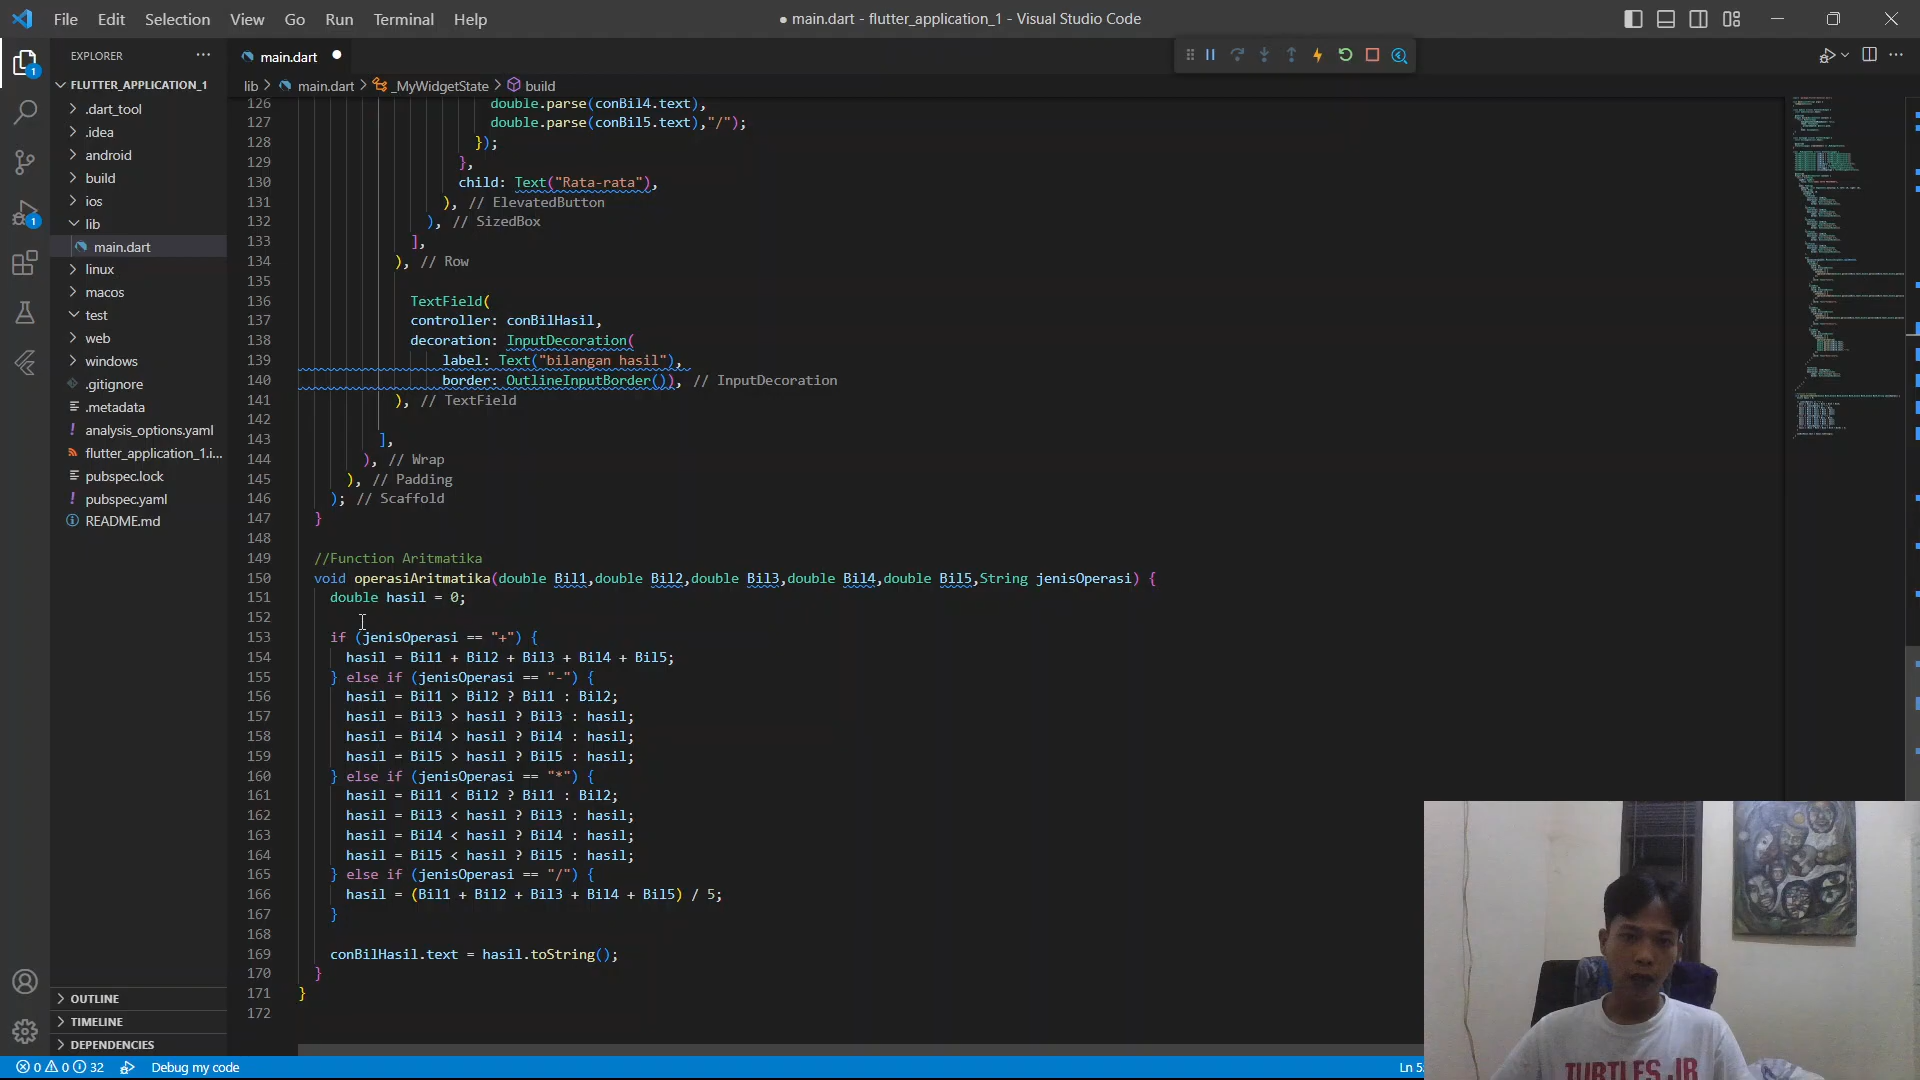 File Edit Selection View Go Run Terminal Help
● main.dart - flutter_application_1 - Visual Studio Code
EXPLORER
FLUTTER_APPLICATION_1
.dart_tool
.idea
android
build
ios
lib
main.dart
linux
macos
test
web
windows
.gitignore
.metadata
analysis_options.yaml
flutter_application_1.i...
pubspec.lock
pubspec.yaml
README.md
OUTLINE
TIMELINE
DEPENDENCIES
1
1
main.dart
lib > main.dart > _MyWidgetState > build
126 double.parse(conBil4.text),
127 double.parse(conBil5.text),"/");
128 });
129 },
130 child: Text("Rata-rata"),
131 ), // ElevatedButton
132 ), // SizedBox
133 ],
134 ), // Row
135
136 TextField(
137 controller: conBilHasil,
138 decoration: InputDecoration(
139 label: Text("bilangan hasil"),
140 border: OutlineInputBorder()), // InputDecoration
141 ), // TextField
142
143 ],
144 ), // Wrap
145 ), // Padding
146 ); // Scaffold
147 }
148
149 //Function Aritmatika
150 void operasiAritmatika(double Bil1,double Bil2,double Bil3,double Bil4,double Bil5,String jenisOperasi) {
151 double hasil = 0;
152
153 if (jenisOperasi == "+") {
154 hasil = Bil1 + Bil2 + Bil3 + Bil4 + Bil5;
155 } else if (jenisOperasi == "-") {
156 hasil = Bil1 > Bil2 ? Bil1 : Bil2;
157 hasil = Bil3 > hasil ? Bil3 : hasil;
158 hasil = Bil4 > hasil ? Bil4 : hasil;
159 hasil = Bil5 > hasil ? Bil5 : hasil;
160 } else if (jenisOperasi == "*") {
161 hasil = Bil1 < Bil2 ? Bil1 : Bil2;
162 hasil = Bil3 < hasil ? Bil3 : hasil;
163 hasil = Bil4 < hasil ? Bil4 : hasil;
164 hasil = Bil5 < hasil ? Bil5 : hasil;
165 } else if (jenisOperasi == "/") {
166 hasil = (Bil1 + Bil2 + Bil3 + Bil4 + Bil5) / 5;
167 }
168
169 conBilHasil.text = hasil.toString();
170 }
171 }
172
0 0 32 Debug my code
Ln 5
TURTLES JR